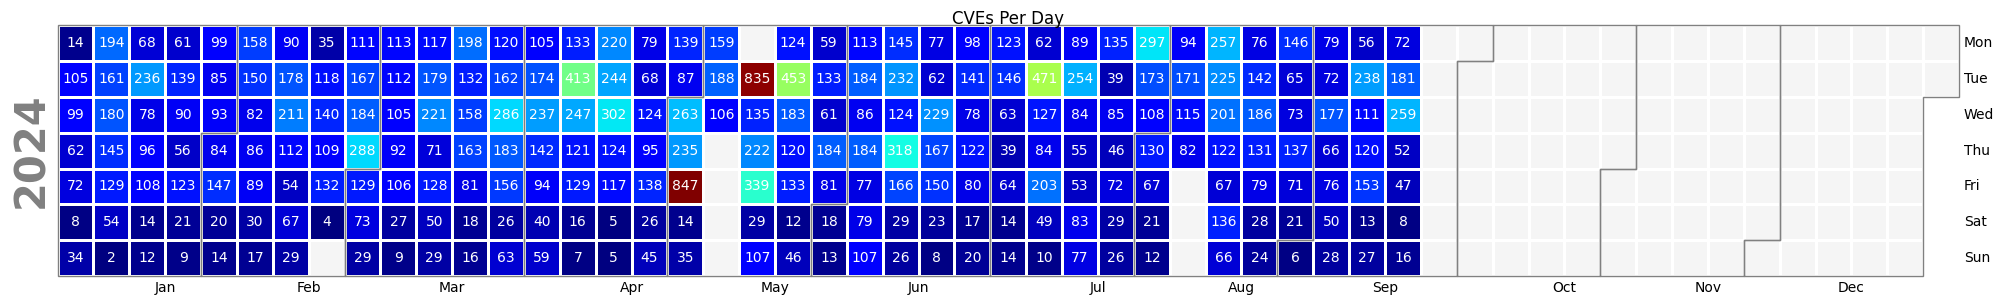 CVEs Per Day
14 194 68 61 99 158 90 35 111 113 117 198 120 105 133 220 79 139 159 124 59 113 145 77 98 123 62 89 135 297 94 257 76 146 79 56 72 Mon
105 161 236 139 85 150 178 118 167 112 179 132 162 174 413 244 68 87 188 835 453 133 184 232 62 141 146 471 254 39 173 171 225 142 65 72 238 181 Tue
99 180 78 90 93 82 211 140 184 105 221 158 286 237 247 302 124 263 106 135 183 61 86 124 229 78 63 127 84 85 108 115 201 186 73 177 111 259 Wed
62 145 96 56 84 86 112 109 288 92 71 163 183 142 121 124 95 235 222 120 184 184 318 167 122 39 84 55 46 130 82 122 131 137 66 120 52 Thu
72 129 108 123 147 89 54 132 129 106 128 81 156 94 129 117 138 847 339 133 81 77 166 150 80 64 203 53 72 67 67 79 71 76 153 47 Fri
8 54 14 21 20 30 67 4 73 27 50 18 26 40 16 5 26 14 29 12 18 79 29 23 17 14 49 83 29 21 136 28 21 50 13 8 Sat
34 2 12 9 14 17 29 29 9 29 16 63 59 7 5 45 35 107 46 13 107 26 8 20 14 10 77 26 12 66 24 6 28 27 16 Sun
Jan Feb Mar Apr May Jun Jul Aug Sep Oct Nov Dec
2024